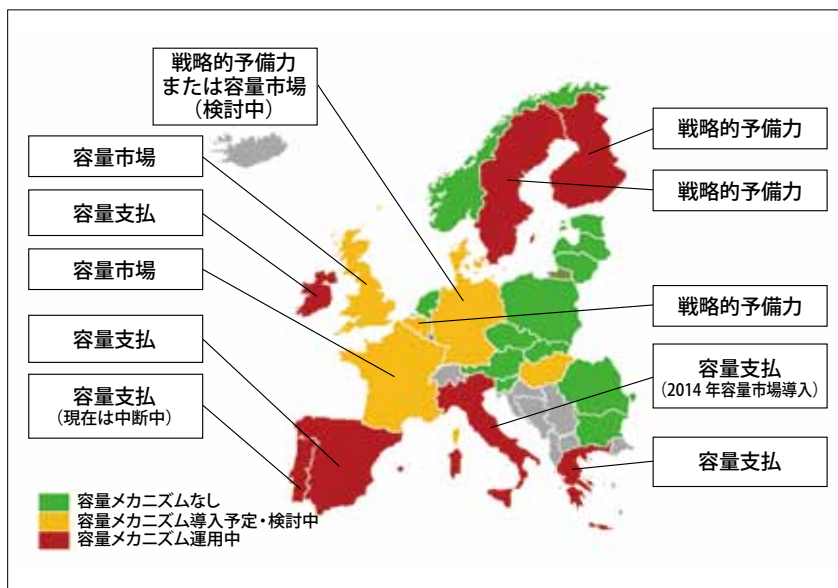 戦略的予備力
または容量市場
（検討中）
容量市場
容量支払
容量市場
容量支払
容量支払
（現在は中断中）
戦略的予備力
戦略的予備力
戦略的予備力
容量支払
（2014年容量市場導入）
容量支払
容量メカニズムなし
容量メカニズム導入予定・検討中
容量メカニズム運用中